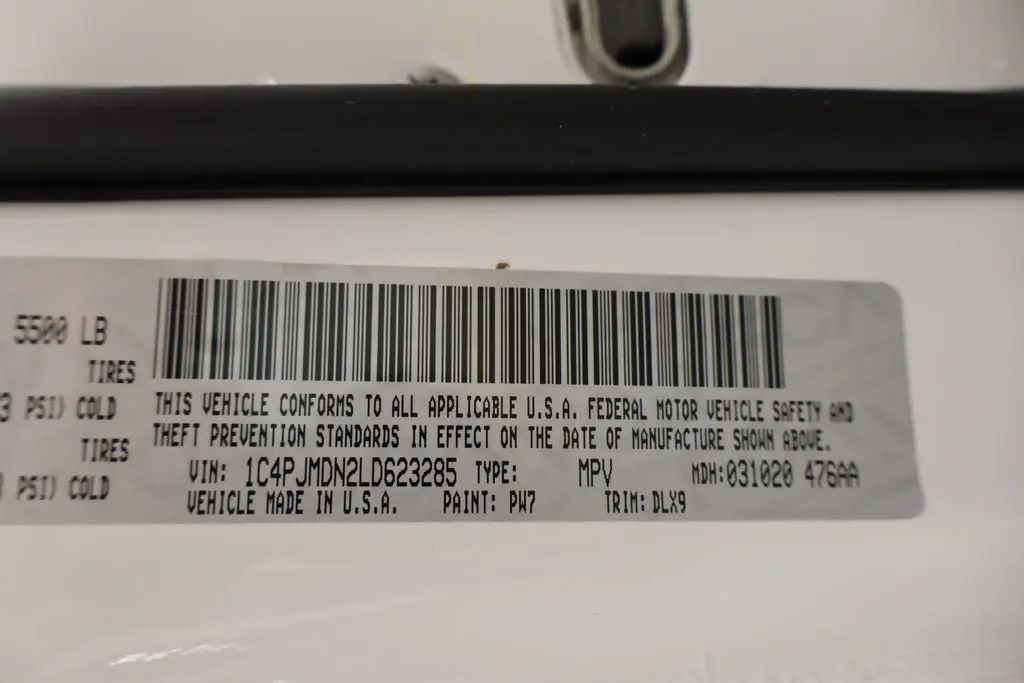 5500 LB
TIRES
3 PSI) COLD
TIRES
PSI) COLD
THIS VEHICLE CONFORMS TO ALL APPLICABLE U.S.A. FEDERAL MOTOR VEHICLE SAFETY AND
THEFT PREVENTION STANDARDS IN EFFECT ON THE DATE OF MANUFACTURE SHOWN ABOVE.
VIN: 1C4PJMDN2LD623285 TYPE: MPV MDH:031020 476AA
VEHICLE MADE IN U.S.A. PAINT: PW7 TRIM: DLX9